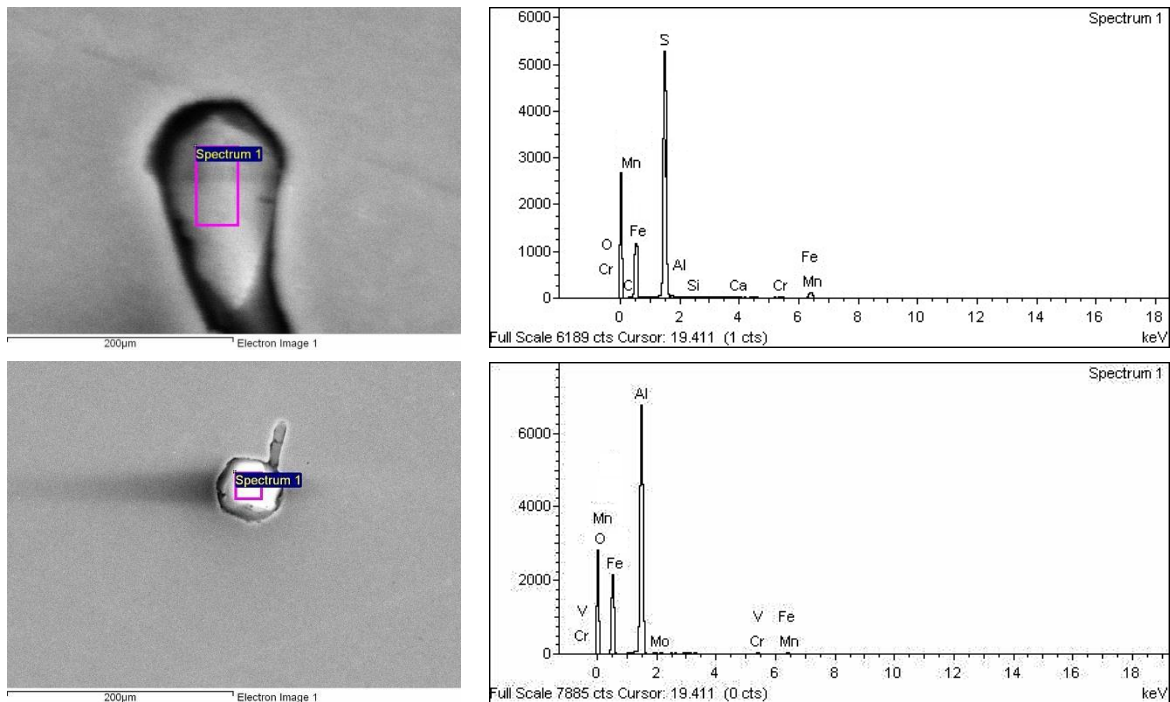 Spectrum 1
200µm
Electron Image 1
Spectrum 1
6000
5000
4000
3000
2000
1000
0
S
Mn
Fe
O
Cr
C
Al
Si
Ca
Cr
Fe
Mn
0 2 4 6 8 10 12 14 16 18
Full Scale 6189 cts Cursor: 19.411 (1 cts)
keV
Spectrum 1
200µm
Electron Image 1
Spectrum 1
6000
4000
2000
0
Al
Mn
O
Fe
V
Cr
Mo
V
Cr
Fe
Mn
0 2 4 6 8 10 12 14 16 18
Full Scale 7885 cts Cursor: 19.411 (0 cts)
keV